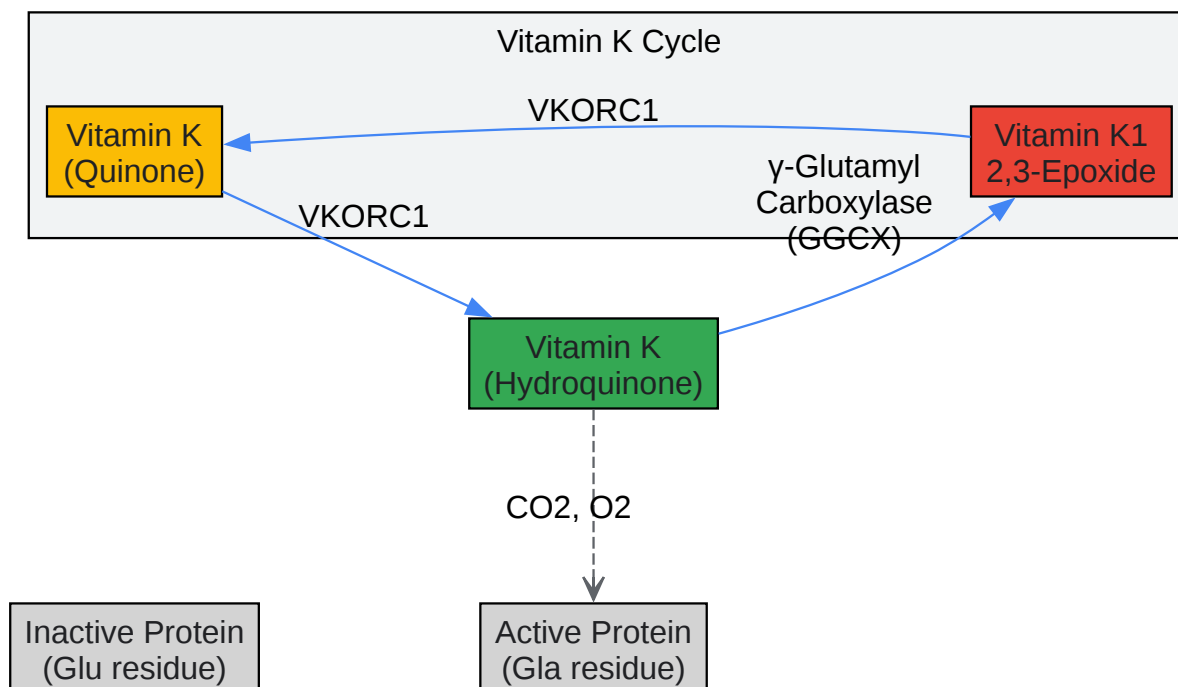 Vitamin K Cycle
VKORC1
Vitamin K
(Quinone)
Vitamin K1
2,3-Epoxide
γ-Glutamyl
Carboxylase
(GGCX)
VKORC1
Vitamin K
(Hydroquinone)
CO2, O2
Inactive Protein
(Glu residue)
Active Protein
(Gla residue)